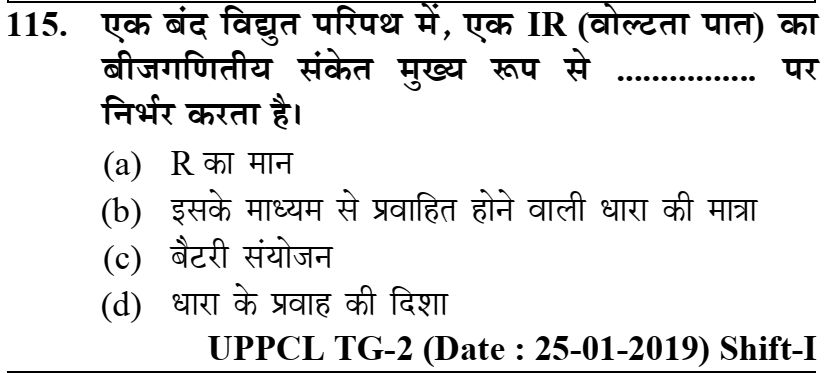 115. एक बंद विद्युत परिपथ में, एक IR (वोल्टता पात) का
बीजगणितीय संकेत मुख्य रूप से ................ पर
निर्भर करता है।
(a) R का मान
(b) इसके माध्यम से प्रवाहित होने वाली धारा की मात्रा
(c) बैटरी संयोजन
(d) धारा के प्रवाह की दिशा
UPPCL TG-2 (Date : 25-01-2019) Shift-I